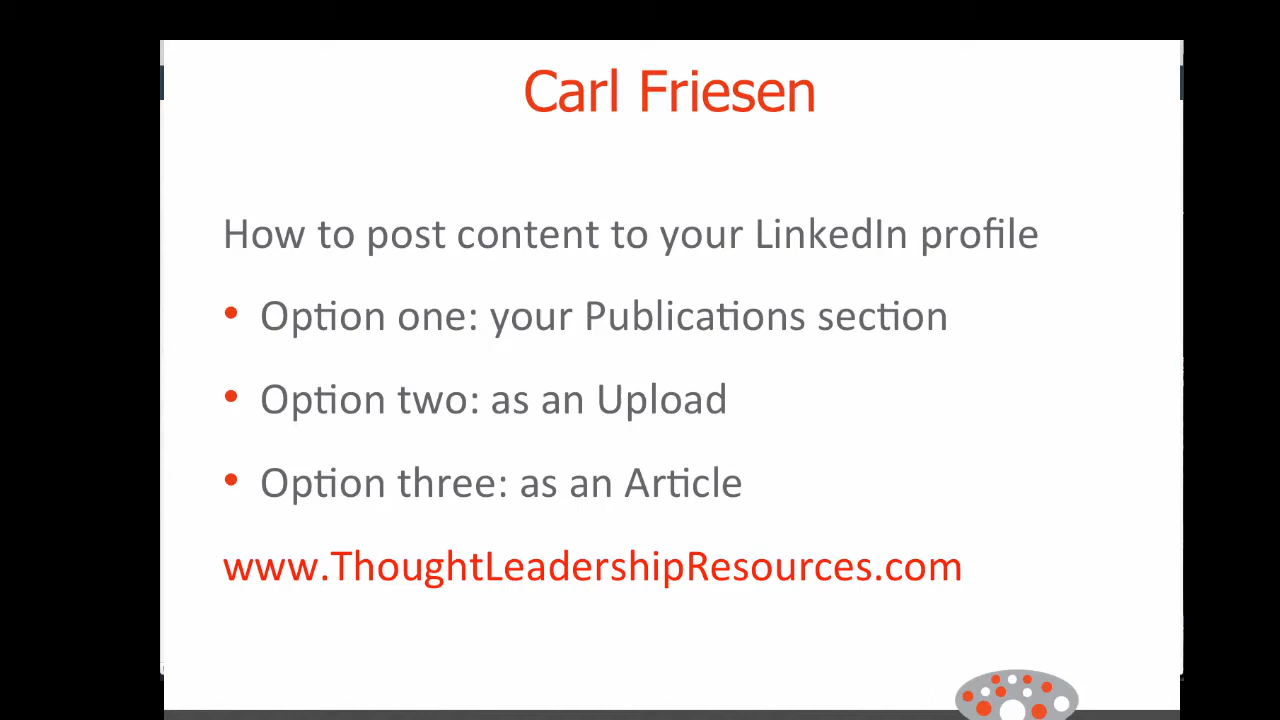 Carl Friesen
How to post content to your LinkedIn profile
• Option one: your Publications section
• Option two: as an Upload
• Option three: as an Article
www.ThoughtLeadershipResources.com